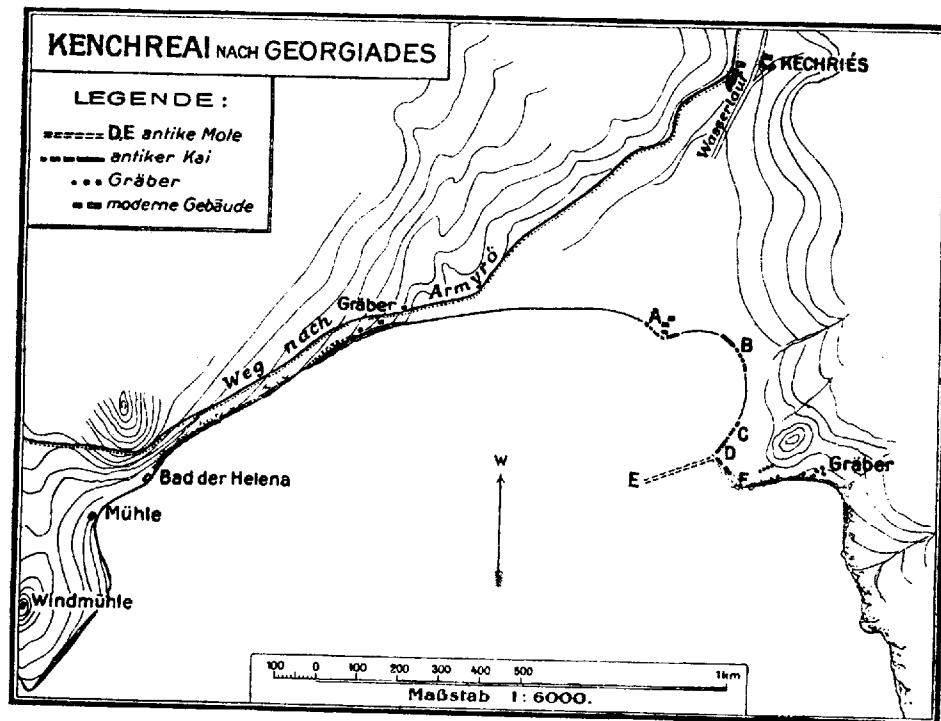 KENCHREAI NACH GEORGIADES
LEGENDE:
D,E antike Mole
antiker Kai
Gräber
moderne Gebäude
KECHRIÉS
Wasserlauf
Weg nach Armyró
Gräber
A
B
C
D
E
F
Gräber
Bad der Helena
Mühle
Windmühle
W
100 0 100 200 300 400 500 1km
Maßstab 1:6000.